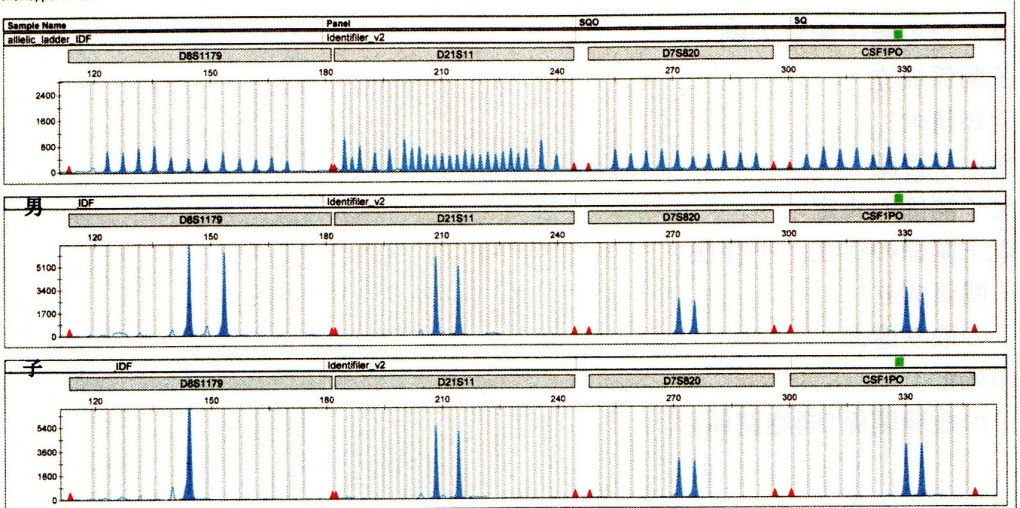 Sample Name Panel SQO SQ
allelic_ladder_IDF Identifiler_v2
D8S1179 D21S11 D7S820 CSF1PO
120 150 180 210 240 270 300 330
2400
1600
800
0
男 IDF Identifiler_v2
D8S1179 D21S11 D7S820 CSF1PO
120 150 180 210 240 270 300 330
5100
3400
1700
0
子 IDF Identifiler_v2
D8S1179 D21S11 D7S820 CSF1PO
120 150 180 210 240 270 300 330
5400
3600
1800
0